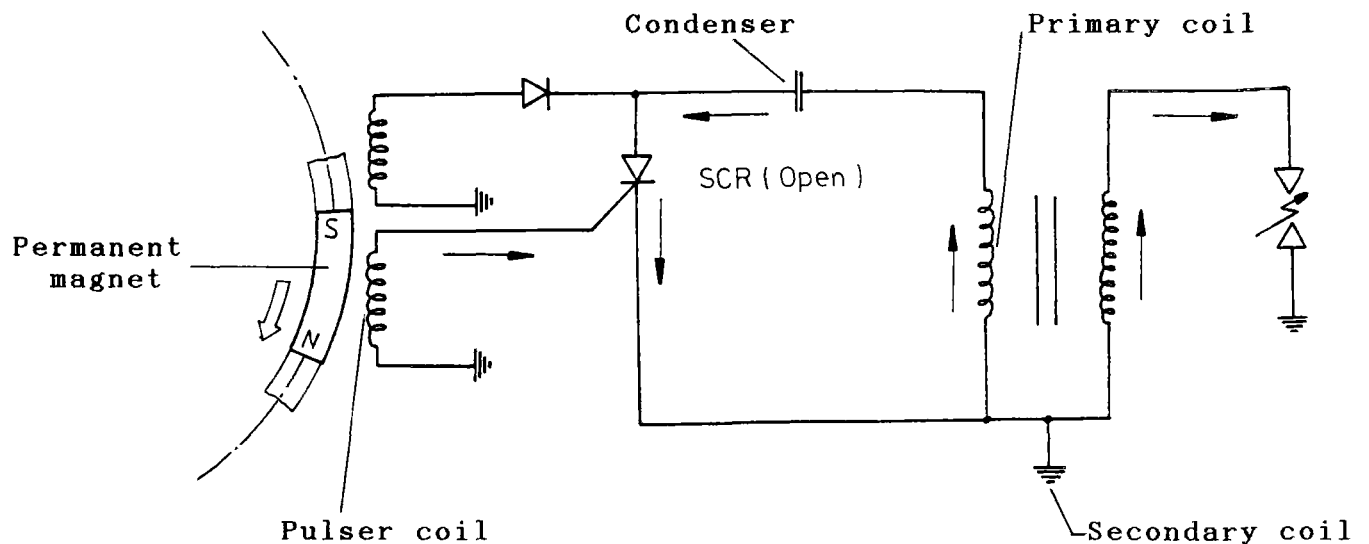 Condenser
Primary coil
SCR (Open)
S
Permanent
magnet
N
Pulser coil
Secondary coil